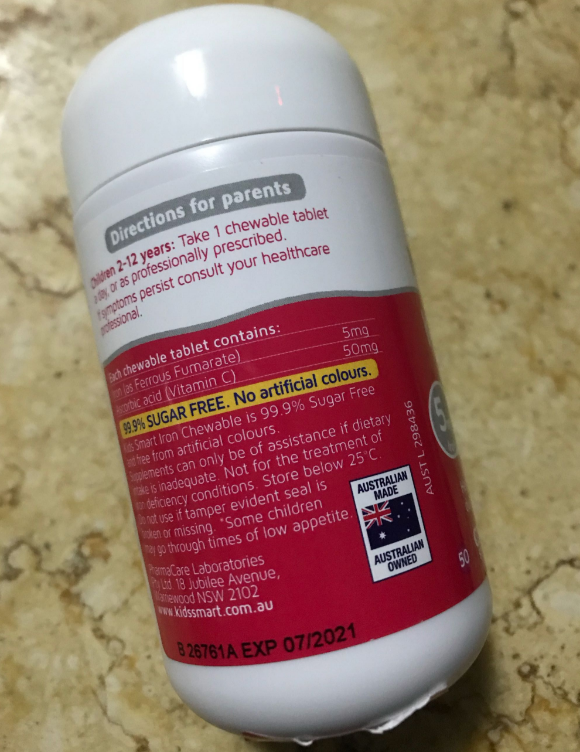 Directions for parents
Children 2-12 years: Take 1 chewable tablet
a day, or as professionally prescribed.
If symptoms persist consult your healthcare
professional.
Each chewable tablet contains:
Iron (as Ferrous Fumarate) 5mg
Ascorbic acid (Vitamin C) 50mg
99.9% SUGAR FREE. No artificial colours.
Kids Smart Iron Chewable is 99.9% Sugar Free
and free from artificial colours.
Supplements can only be of assistance if dietary
intake is inadequate. Not for the treatment of
iron deficiency conditions. Store below 25°C.
Do not use if tamper evident seal is
broken or missing. *Some children
may go through times of low appetite.
PharmaCare Laboratories
Pty Ltd. 18 Jubilee Avenue,
Warriewood NSW 2102
www.kidssmart.com.au
AUSTRALIAN
MADE
AUSTRALIAN
OWNED
AUST L 298436
B 26761A EXP 07/2021
5
50